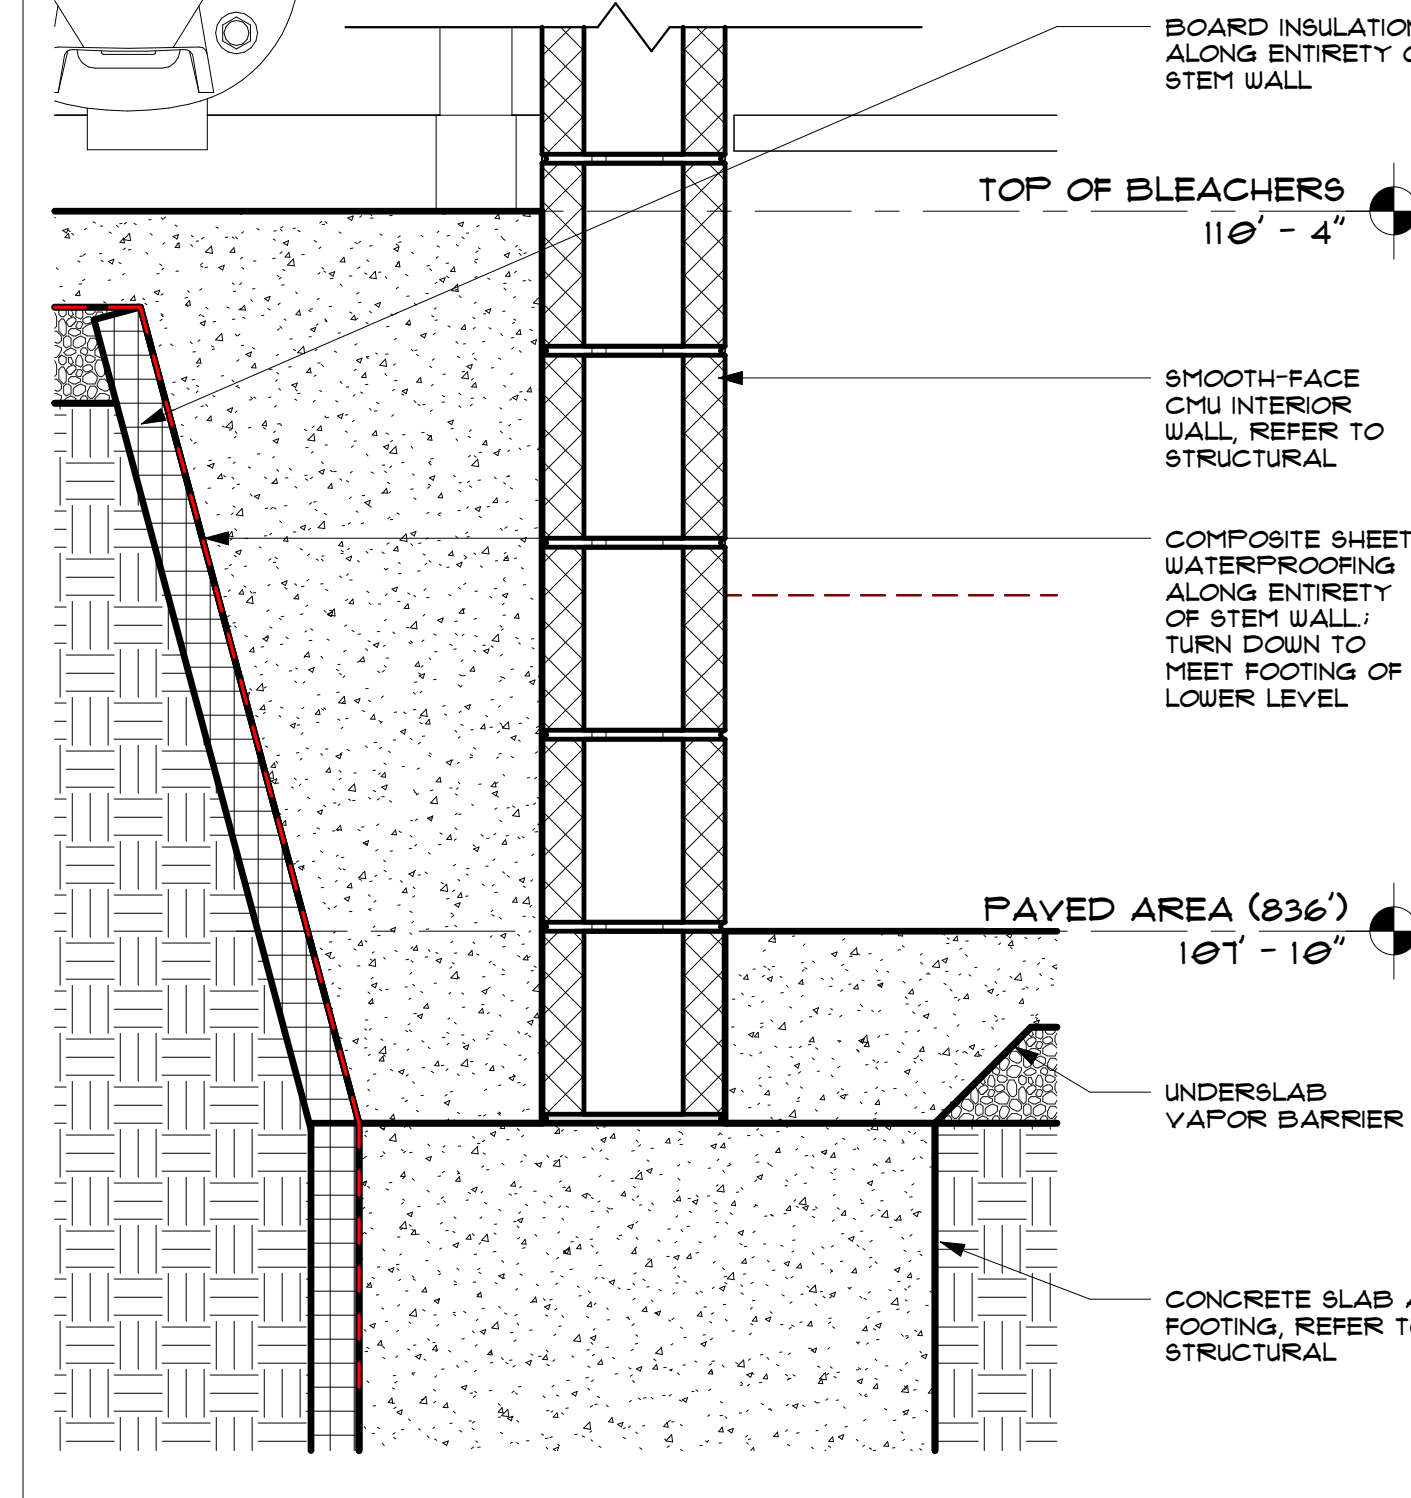 BOARD INSULATION
ALONG ENTIRETY
STEM WALL
TOP OF BLEACHERS
110' - 4"
SMOOTH-FACE
CMU INTERIOR
WALL, REFER TO
STRUCTURAL
COMPOSITE SHEET
WATERPROOFING
ALONG ENTIRETY
OF STEM WALL.;
TURN DOWN TO
MEET FOOTING OF
LOWER LEVEL
PAVED AREA (836')
107' - 10"
UNDERSLAB
VAPOR BARRIER
CONCRETE SLAB
FOOTING, REFER TO
STRUCTURAL